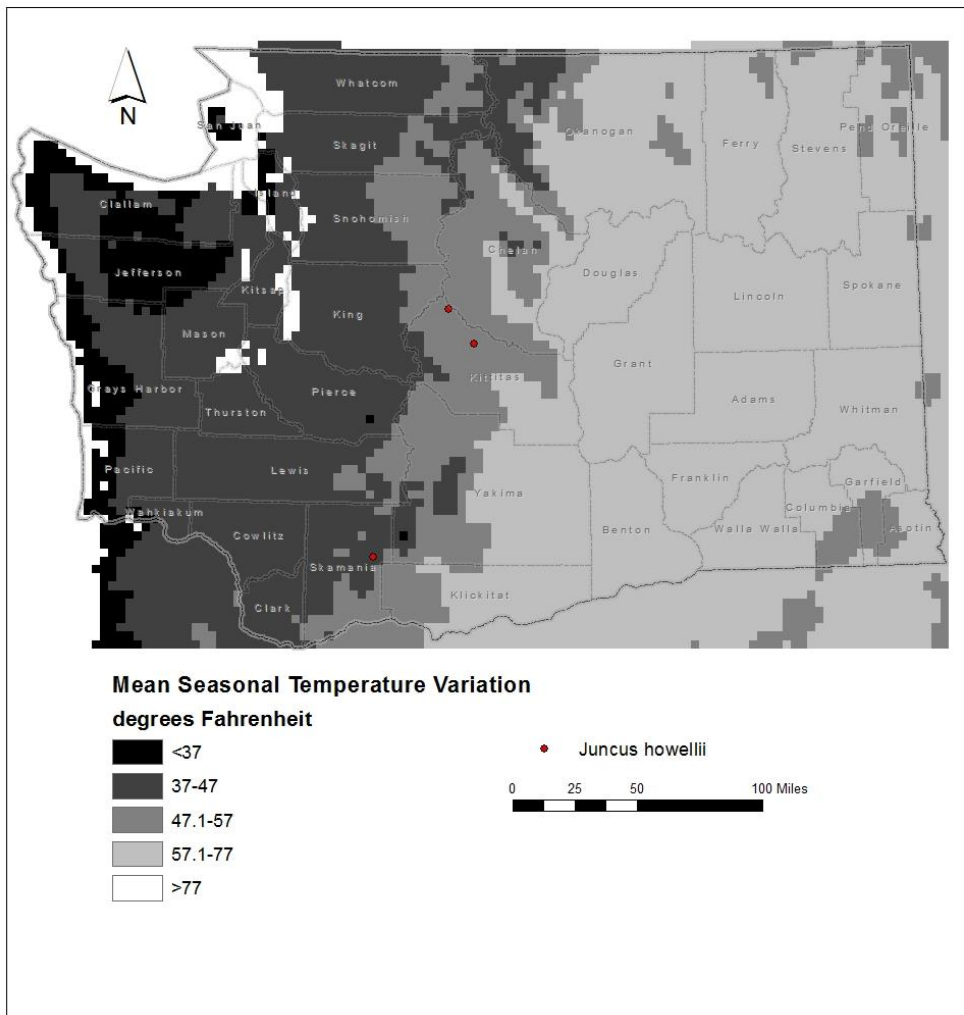 N
Whatcom
San Juan
Skagit
Okanogan
Ferry
Stevens
Pend Oreille
Island
Clallam
Snohomish
Chelan
Jefferson
Kitsap
Douglas
Lincoln
Spokane
King
Mason
Grant
Kittitas
Grays Harbor
Pierce
Adams
Thurston
Whitman
Pacific
Lewis
Yakima
Franklin
Garfield
Wahkiakum
Columbia
Cowlitz
Benton
Walla Walla
Asotin
Skamania
Clark
Klickitat
Mean Seasonal Temperature Variation
degrees Fahrenheit
<37
37-47
47.1-57
57.1-77
>77
Juncus howellii
0 25 50 100 Miles